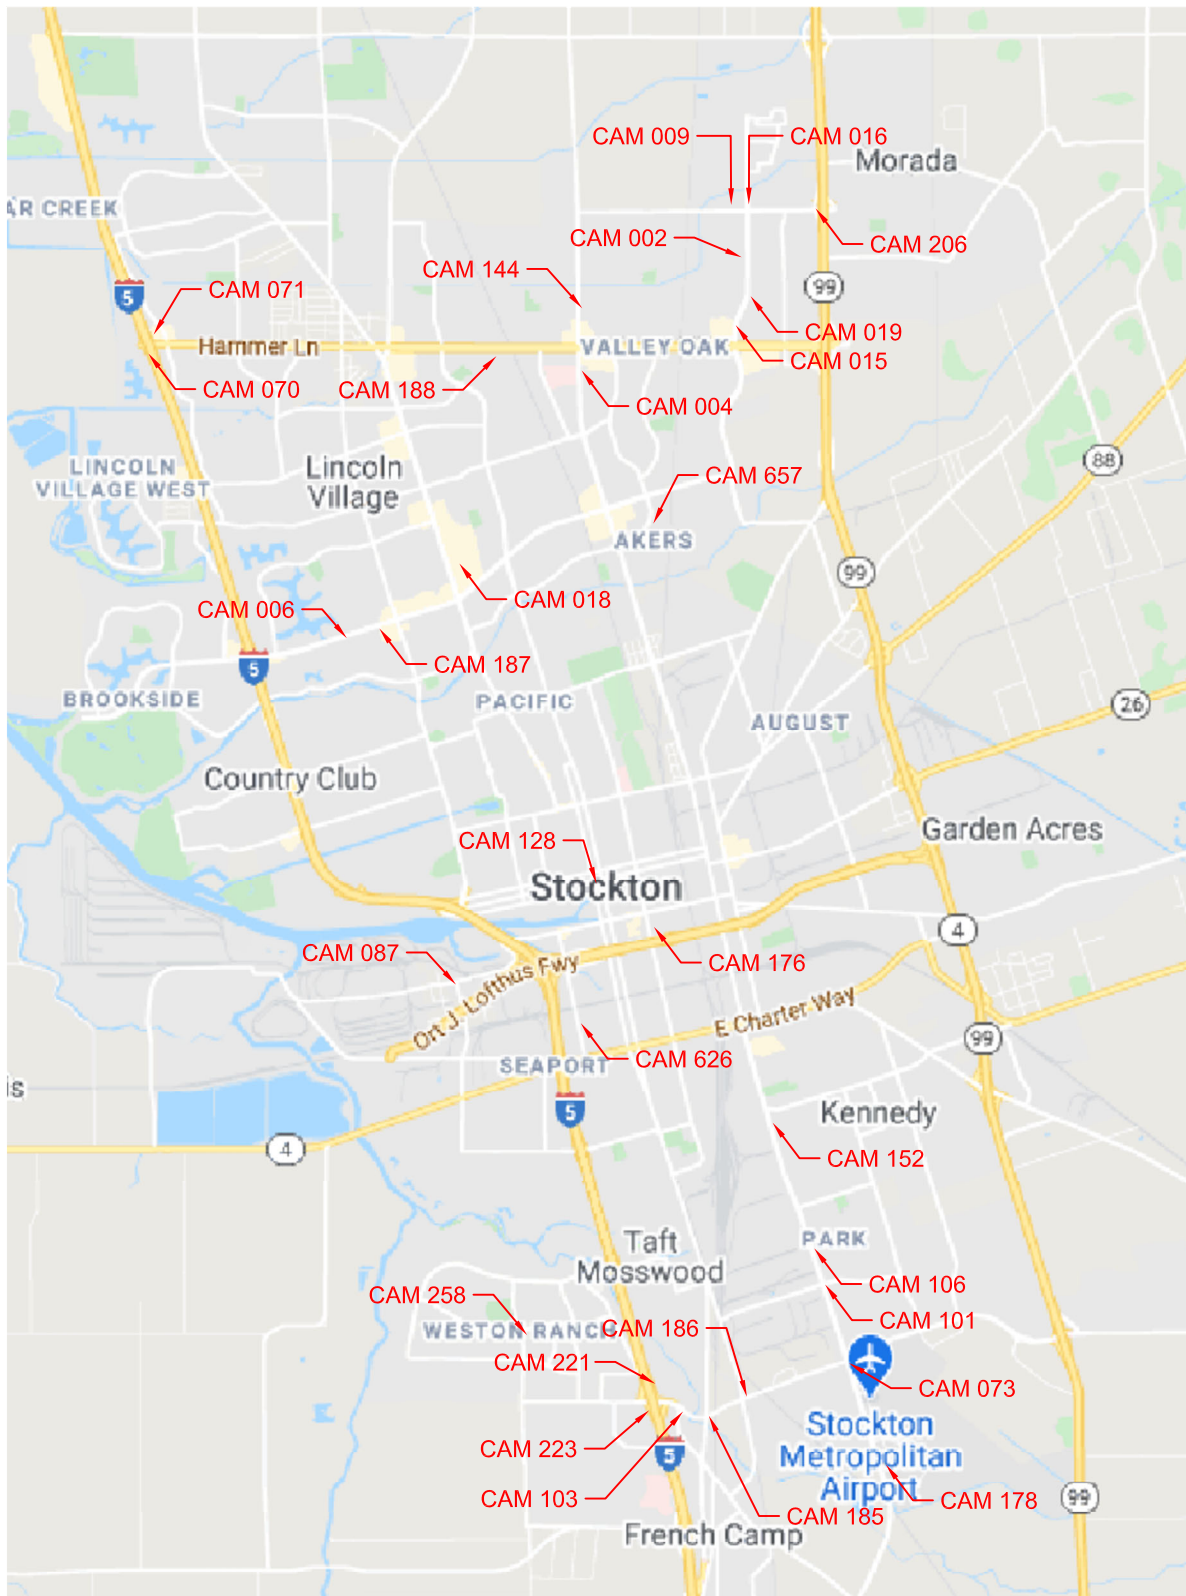 CAM 009
CAM 016
Morada
AR CREEK
CAM 002
CAM 206
CAM 144
99
5
CAM 071
CAM 019
Hammer Ln
VALLEY OAK
CAM 015
CAM 070
CAM 188
CAM 004
88
LINCOLN
VILLAGE WEST
Lincoln
Village
CAM 657
AKERS
99
CAM 018
CAM 006
CAM 187
5
BROOKSIDE
PACIFIC
26
AUGUST
Country Club
Garden Acres
CAM 128
Stockton
4
CAM 087
CAM 176
Ort J. Lofthus Fwy
E Charter Way
99
CAM 626
SEAPORT
is
5
Kennedy
4
CAM 152
Taft
Mosswood
PARK
CAM 106
CAM 258
CAM 101
WESTON RANCH
CAM 186
CAM 221
CAM 073
Stockton
Metropolitan
Airport
CAM 223
5
CAM 103
CAM 178
99
CAM 185
French Camp